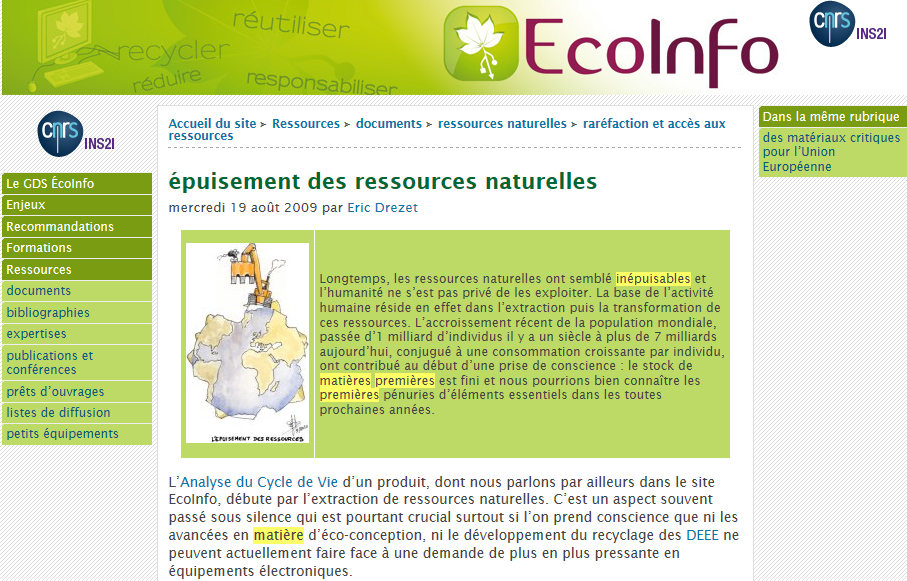 réutiliser
recycler
réduire
responsabiliser
EcoInfo
cnrs INS2I
cnrs INS2I
Le GDS ÉcoInfo
Enjeux
Recommandations
Formations
Ressources
documents
bibliographies
expertises
publications et
conférences
prêts d’ouvrages
listes de diffusion
petits équipements
Accueil du site > Ressources > documents > ressources naturelles > raréfaction et accès aux
ressources
épuisement des ressources naturelles
mercredi 19 août 2009 par Eric Drezet
L'ÉPUISEMENT DES RESSOURCES
Longtemps, les ressources naturelles ont semblé inépuisables et
l’humanité ne s’est pas privé de les exploiter. La base de l’activité
humaine réside en effet dans l’extraction puis la transformation de
ces ressources. L’accroissement récent de la population mondiale,
passée d’1 milliard d’individus il y a un siècle à plus de 7 milliards
aujourd’hui, conjugué à une consommation croissante par individu,
ont contribué au début d’une prise de conscience : le stock de
matières premières est fini et nous pourrions bien connaître les
premières pénuries d’éléments essentiels dans les toutes
prochaines années.
L’Analyse du Cycle de Vie d’un produit, dont nous parlons par ailleurs dans le site
EcoInfo, débute par l’extraction de ressources naturelles. C’est un aspect souvent
passé sous silence qui est pourtant crucial surtout si l’on prend conscience que ni les
avancées en matière d’éco-conception, ni le développement du recyclage des DEEE ne
peuvent actuellement faire face à une demande de plus en plus pressante en
équipements électroniques.
Dans la même rubrique
des matériaux critiques
pour l’Union
Européenne